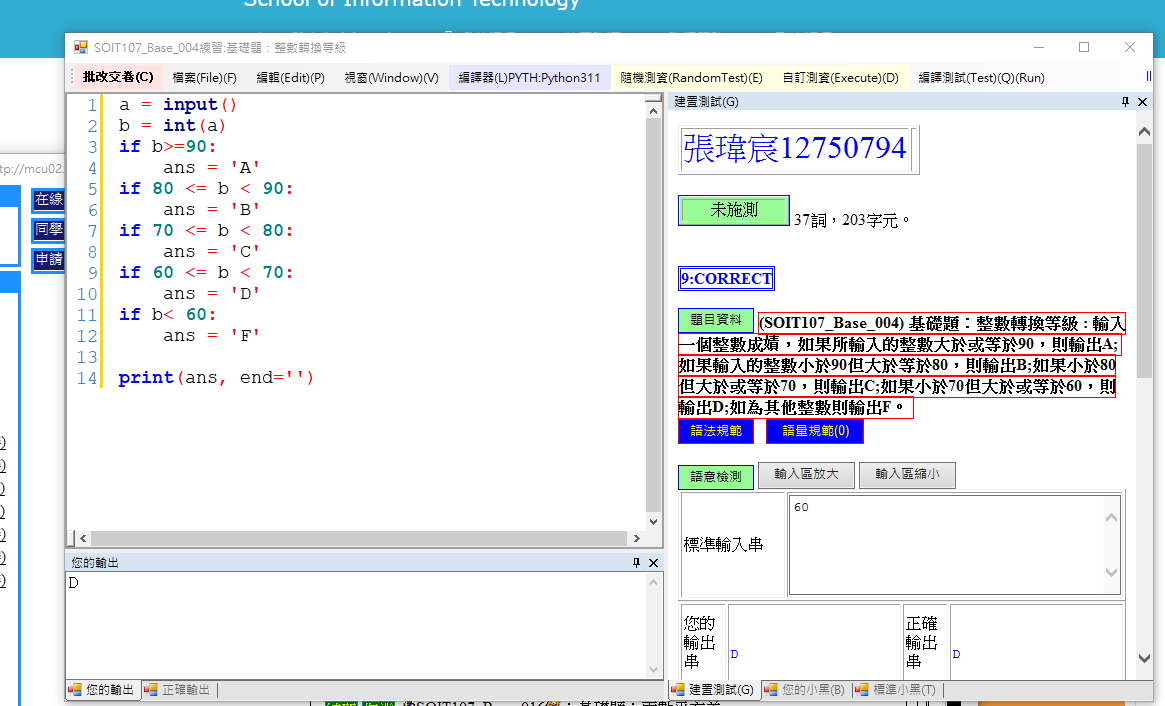 School of Information Technology
SOIT107_Base_004練習:基礎題：整數轉換等級
批改交卷(C) 檔案(File)(F) 編輯(Edit)(P) 視窗(Window)(V) 編譯器(L)PYTH:Python311 隨機測資(RandomTest)(E) 自訂測資(Execute)(D) 編譯測試(Test)(Q)(Run)
1 a = input()
2 b = int(a)
3 if b>=90:
4     ans = 'A'
5 if 80 <= b < 90:
6     ans = 'B'
7 if 70 <= b < 80:
8     ans = 'C'
9 if 60 <= b < 70:
10     ans = 'D'
11 if b< 60:
12     ans = 'F'
13
14 print(ans, end='')
您的輸出
D
您的輸出 正確輸出
建置測試(G)
張瑋宸12750794
未施測 37詞，203字元。
9:CORRECT
題目資料 (SOIT107_Base_004) 基礎題：整數轉換等級：輸入
一個整數成績，如果所輸入的整數大於或等於90，則輸出A;
如果輸入的整數小於90但大於等於80，則輸出B;如果小於80
但大於或等於70，則輸出C;如果小於70但大於或等於60，則
輸出D;如為其他整數則輸出F。
語法規範 語量規範(0)
語意檢測 輸入區放大 輸入區縮小
標準輸入串
60
您的
輸出
串
D
正確
輸出
串
D
建置測試(G) 您的小黑(B) 標準小黑(T)
tp://mcu02.
在線
同學
申請